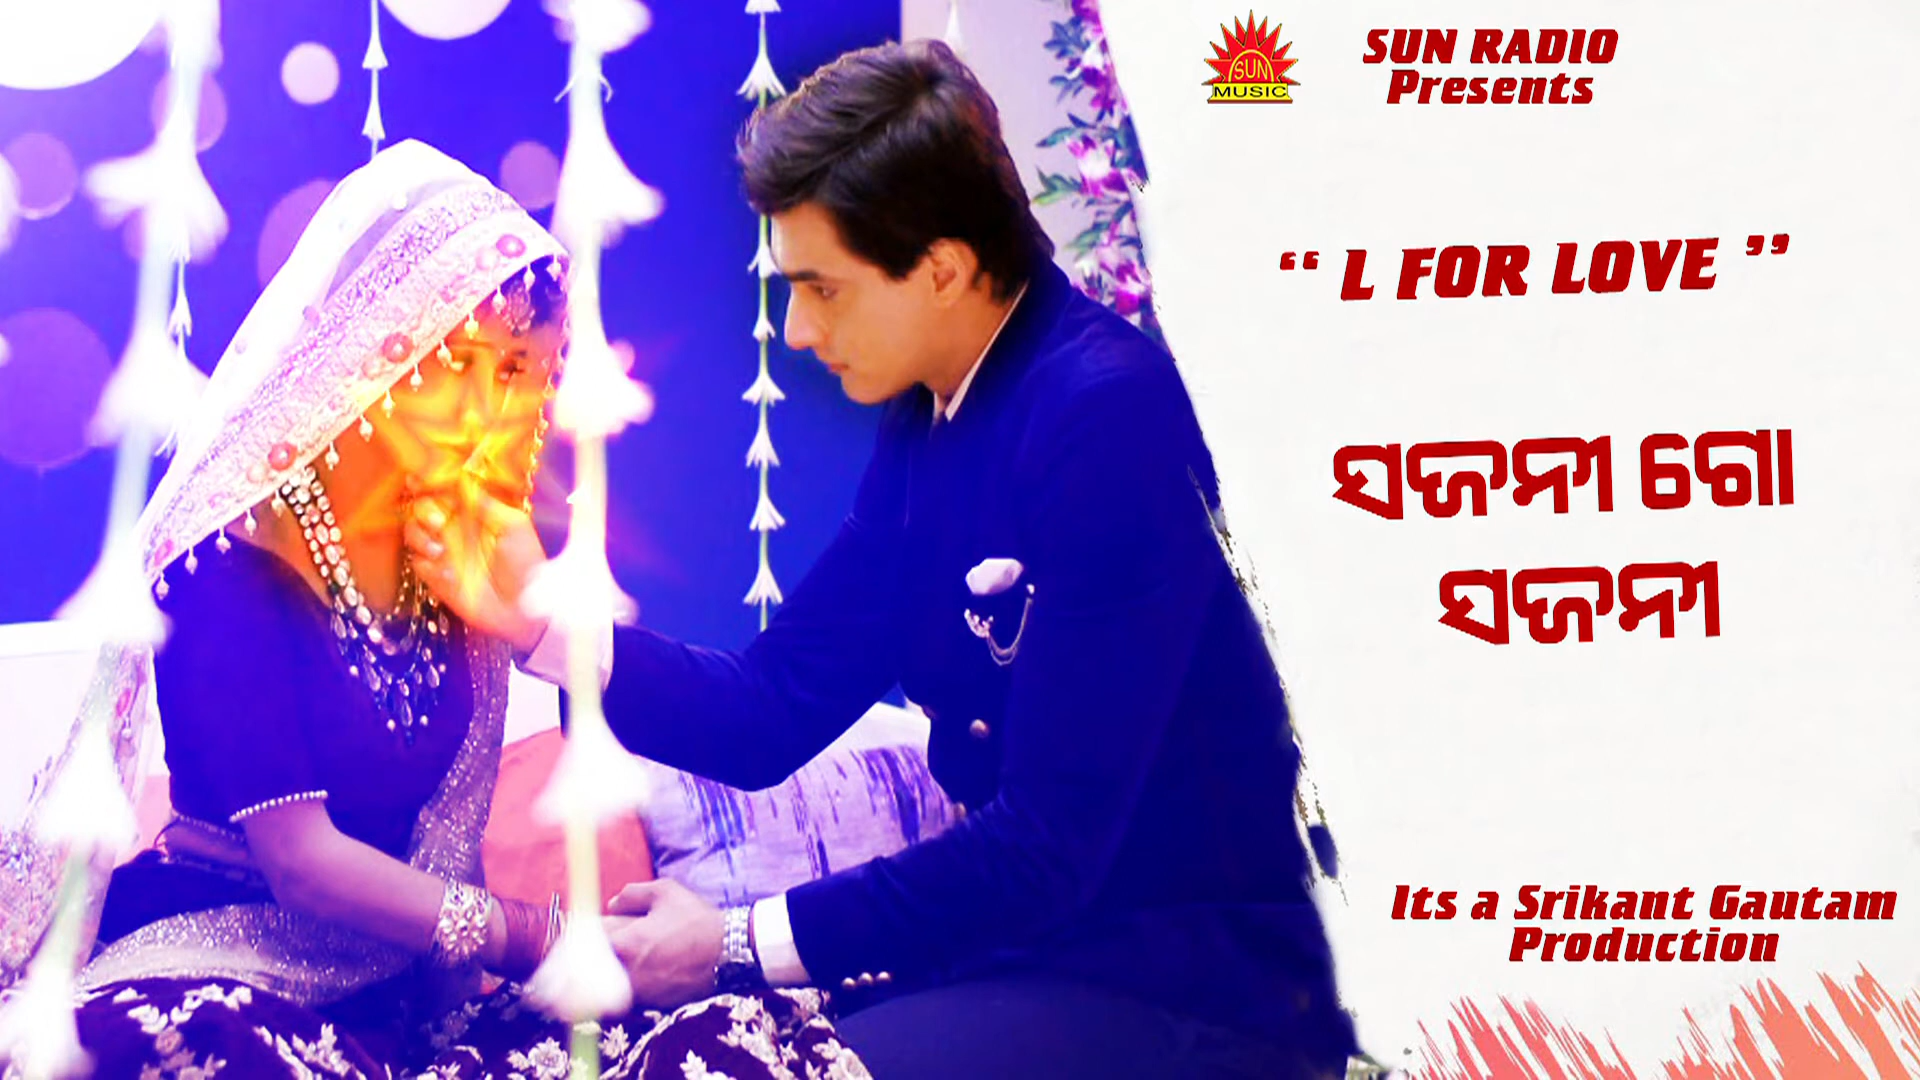 SUN
MUSIC
SUN RADIO
Presents
“ L FOR LOVE ”
ସଜନୀ ଗୋ
ସଜନୀ
Its a Srikant Gautam
Production